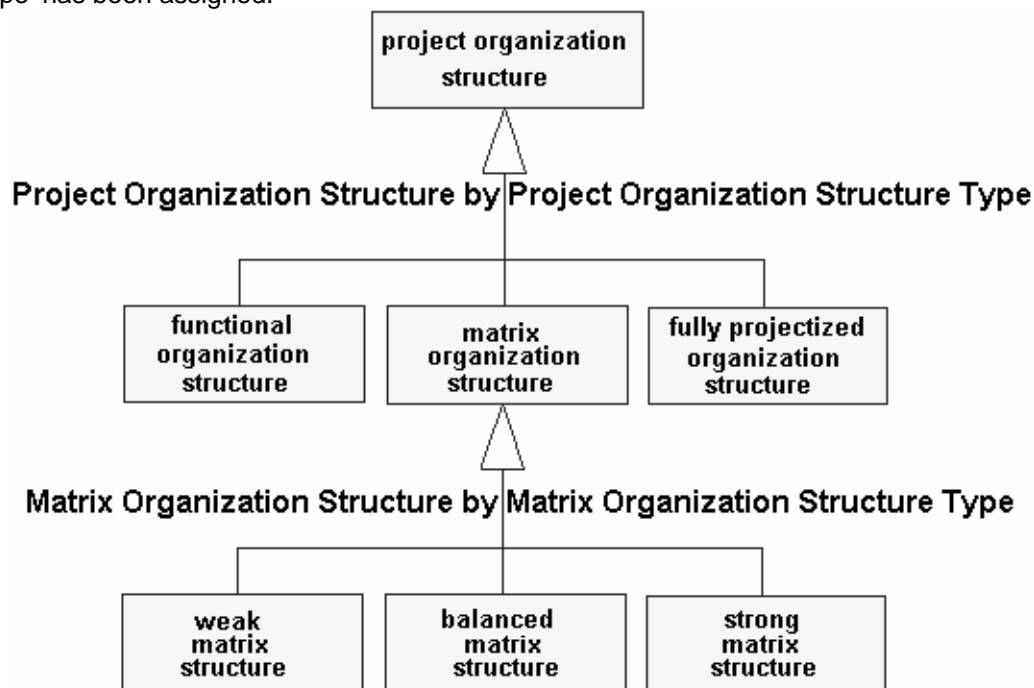 has been assigned.
project organization
structure
Project Organization Structure by Project Organization Structure Type
functional
organization
structure
matrix
organization
structure
fully projectized
organization
structure
Matrix Organization Structure by Matrix Organization Structure Type
weak
matrix
structure
balanced
matrix
structure
strong
matrix
structure